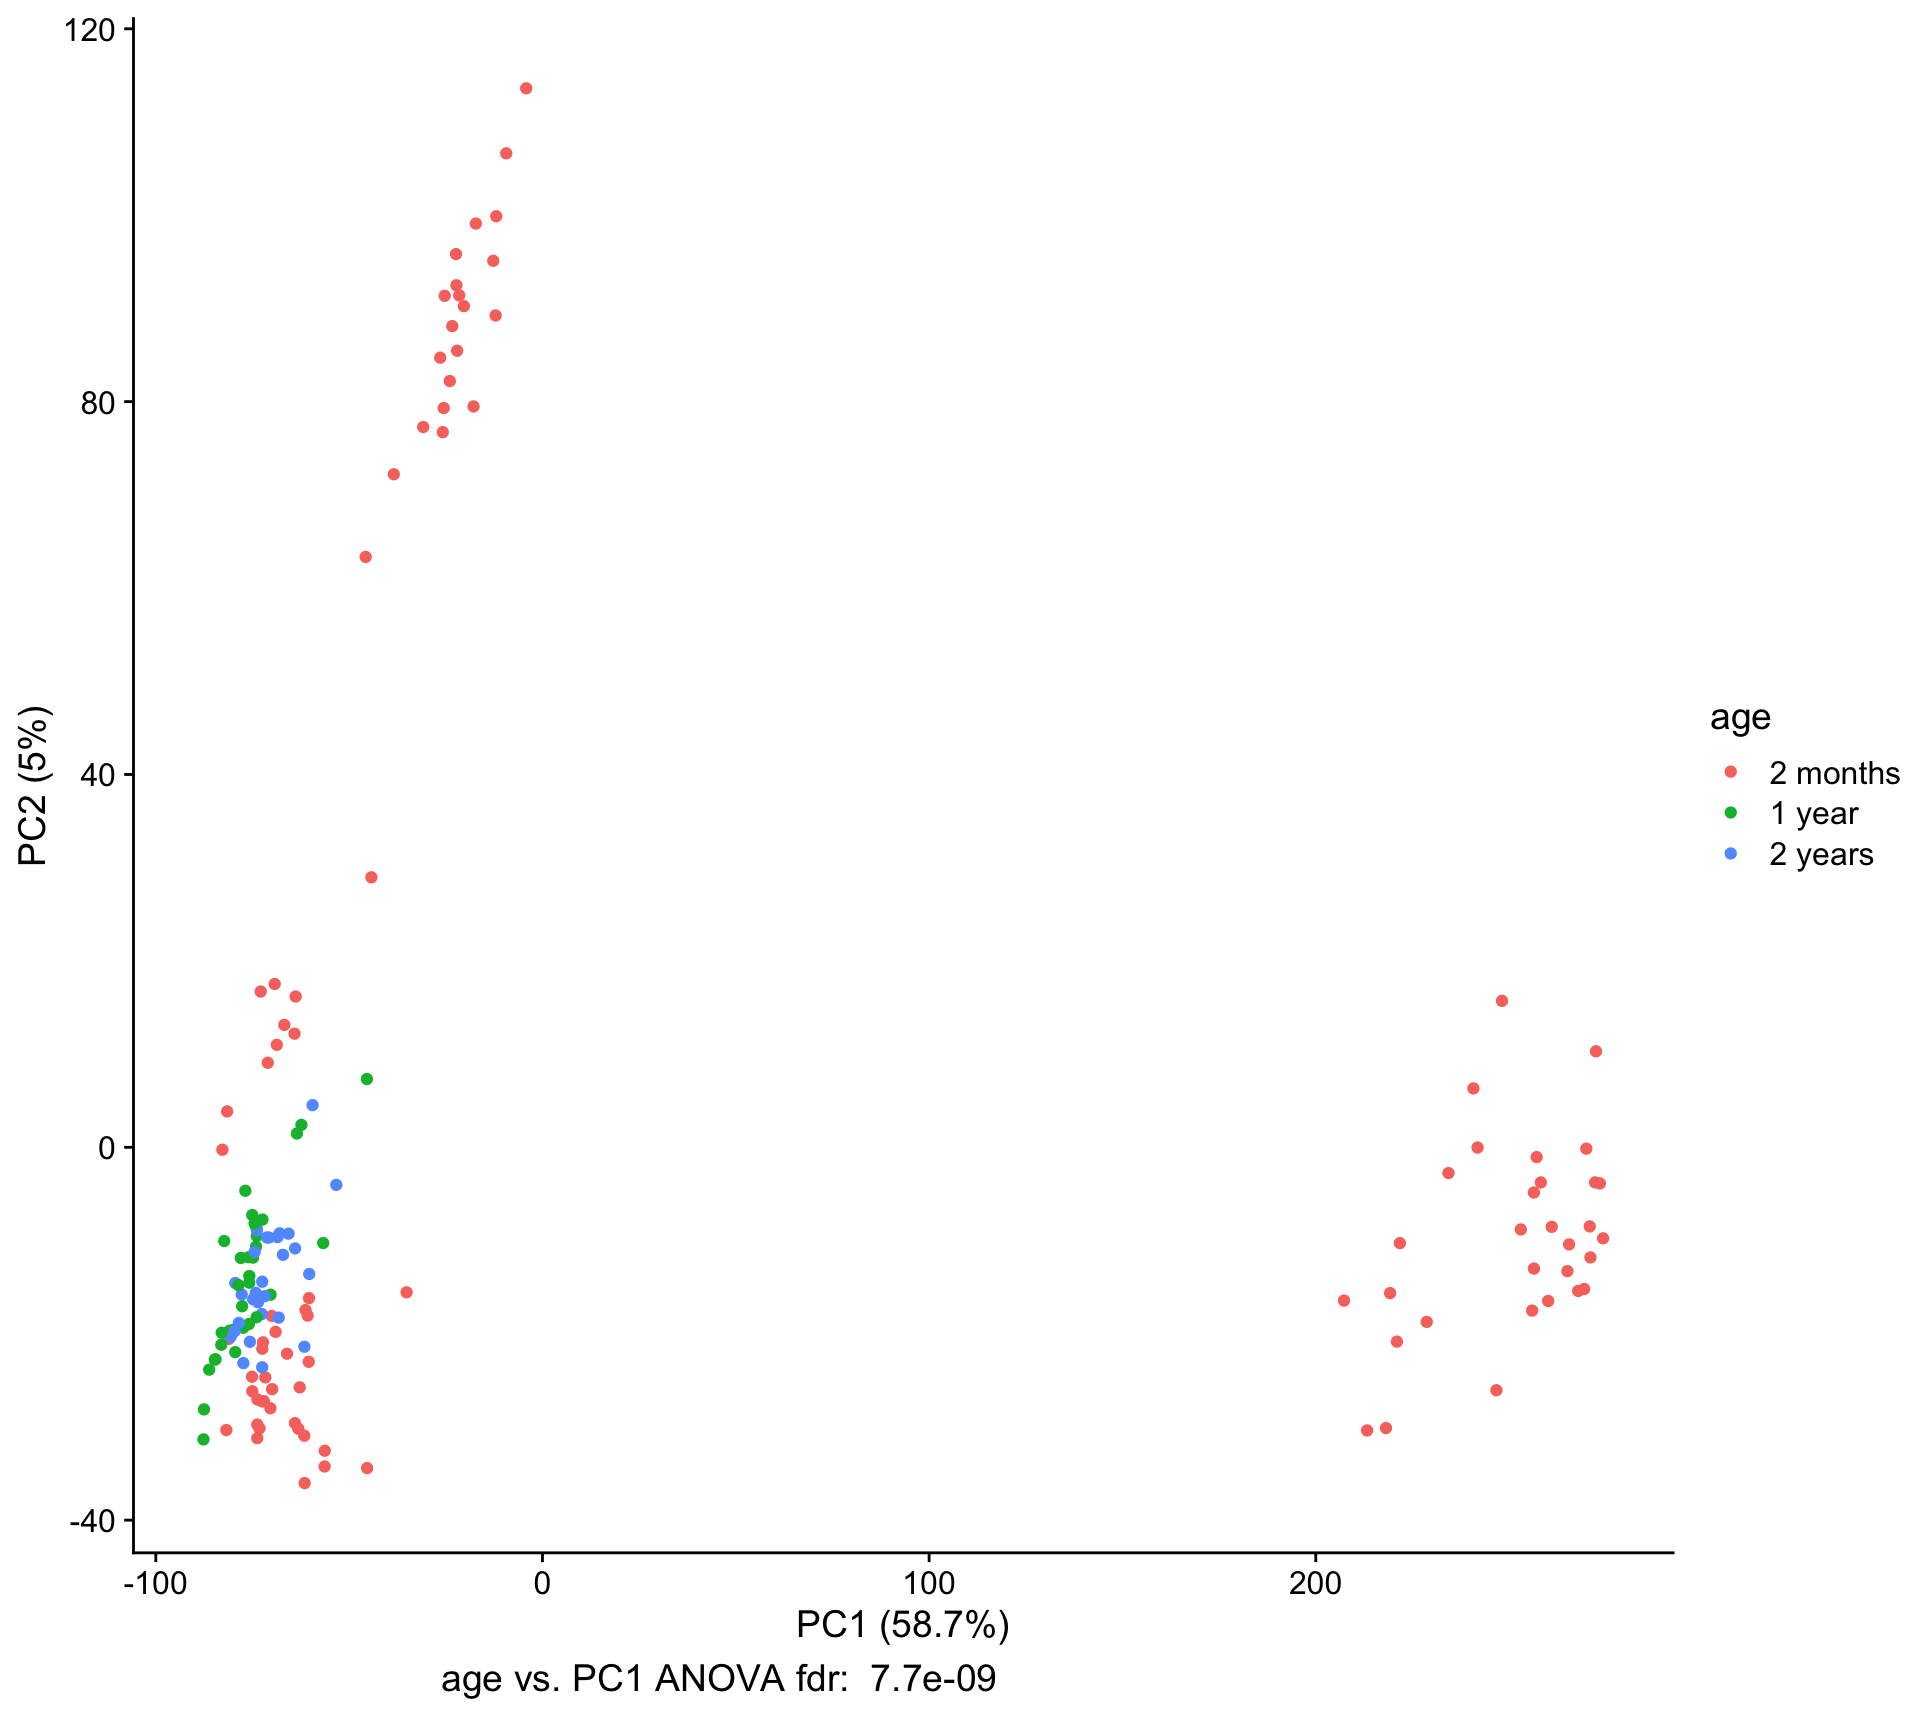 120
80
40
0
-40
PC2 (5%)
-100
0
100
200
PC1 (58.7%)
age vs. PC1 ANOVA fdr:  7.7e-09
age
2 months
1 year
2 years